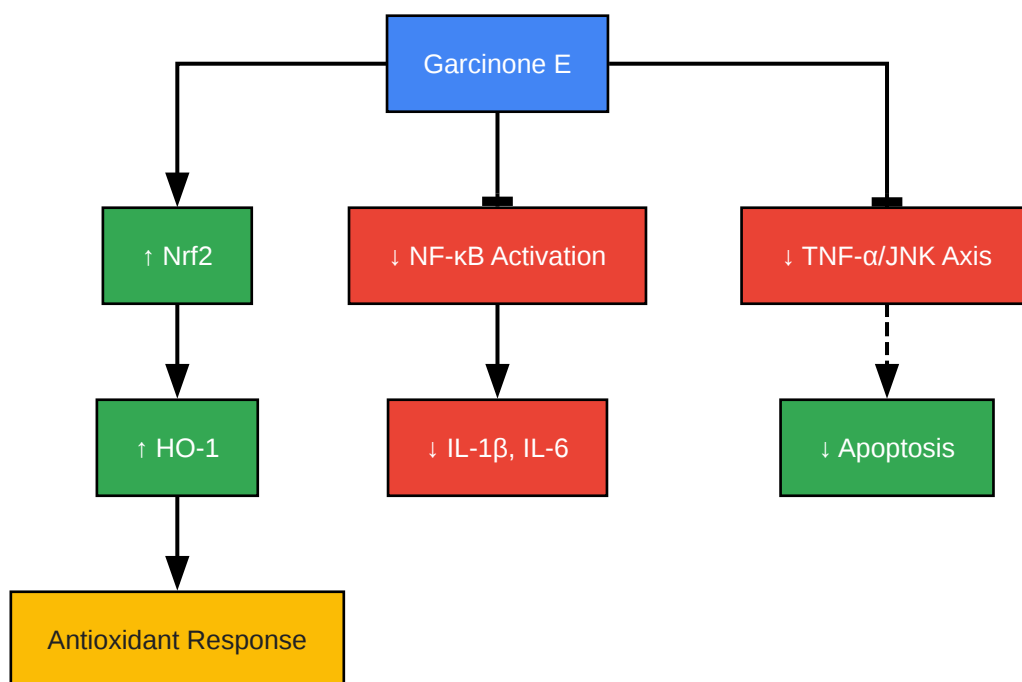 Garcinone E
↑ Nrf2
↓ NF-κB Activation
↓ TNF-α/JNK Axis
↑ HO-1
↓ IL-1β, IL-6
↓ Apoptosis
Antioxidant Response